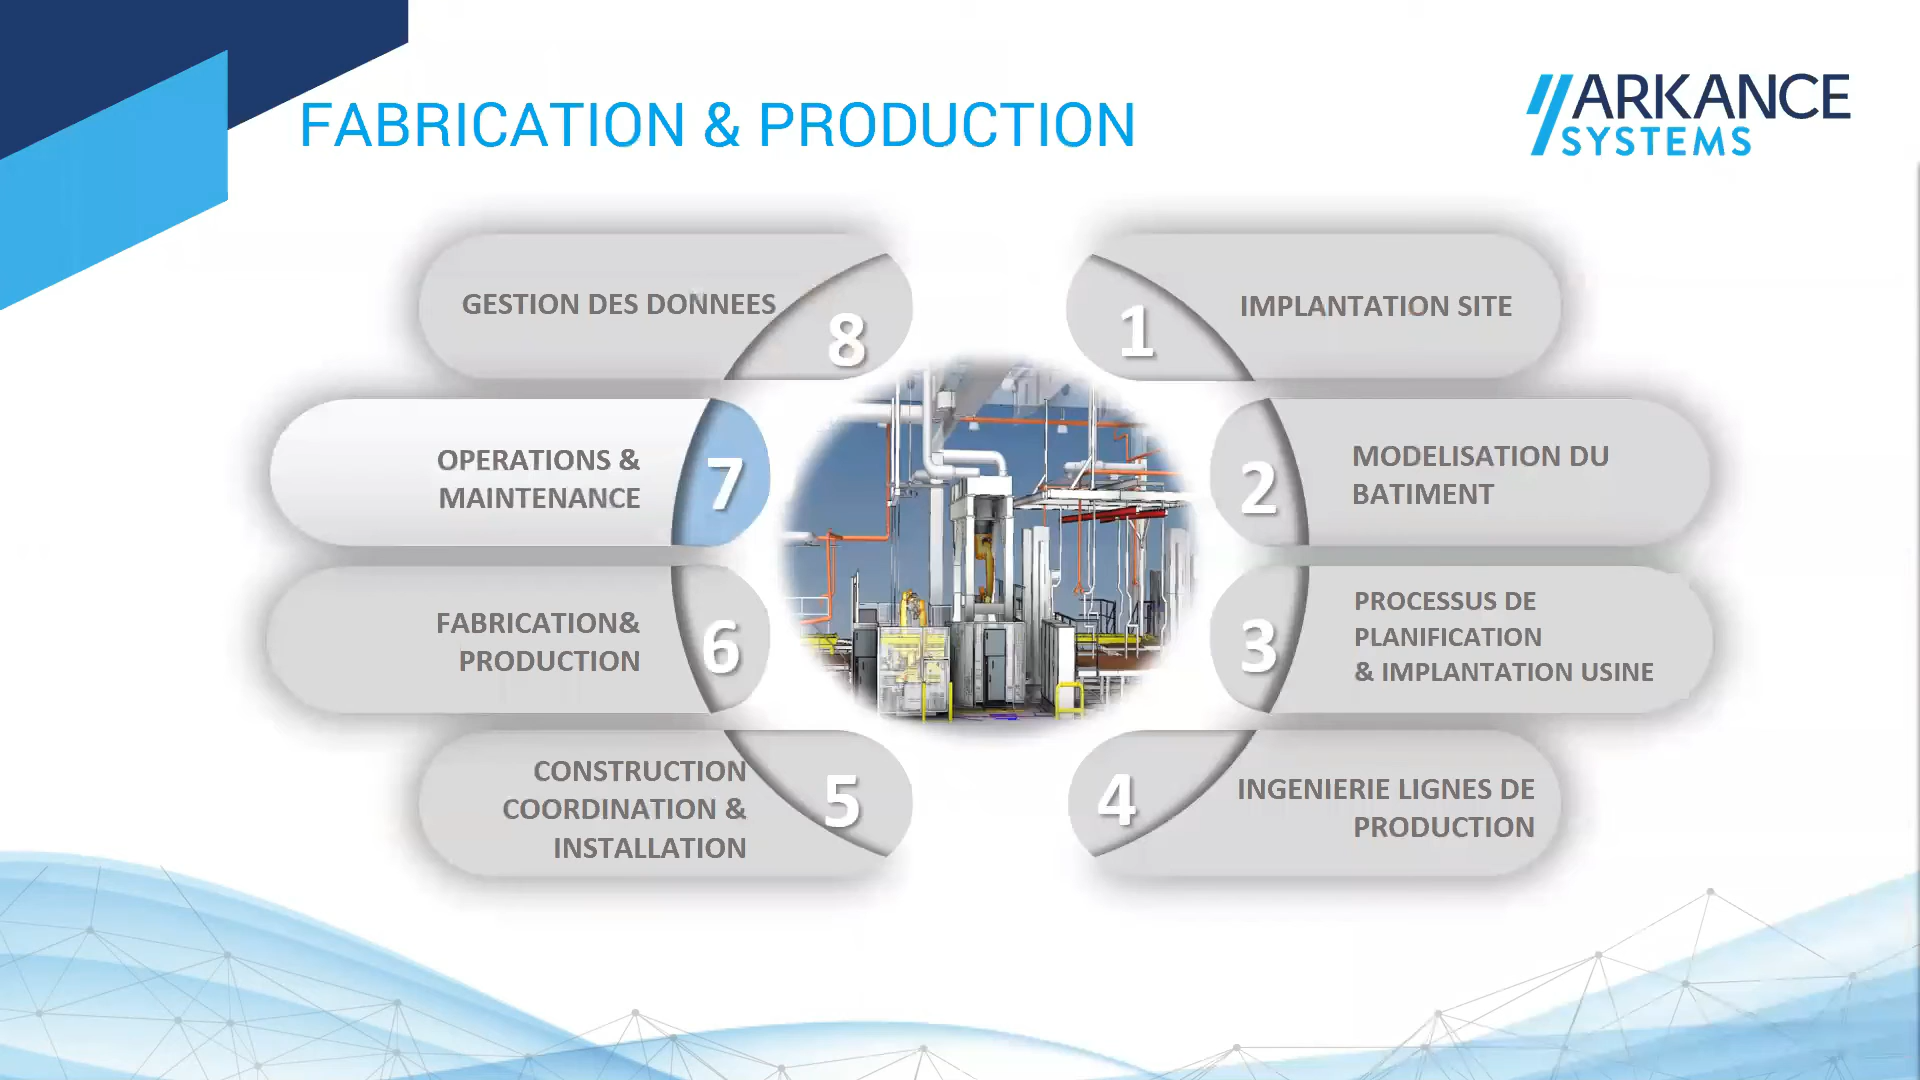 FABRICATION & PRODUCTION
ARKANCE
SYSTEMS
1
IMPLANTATION SITE
2
MODELISATION DU
BATIMENT
3
PROCESSUS DE
PLANIFICATION
& IMPLANTATION USINE
4
INGENIERIE LIGNES DE
PRODUCTION
5
CONSTRUCTION
COORDINATION &
INSTALLATION
6
FABRICATION&
PRODUCTION
7
OPERATIONS &
MAINTENANCE
8
GESTION DES DONNEES